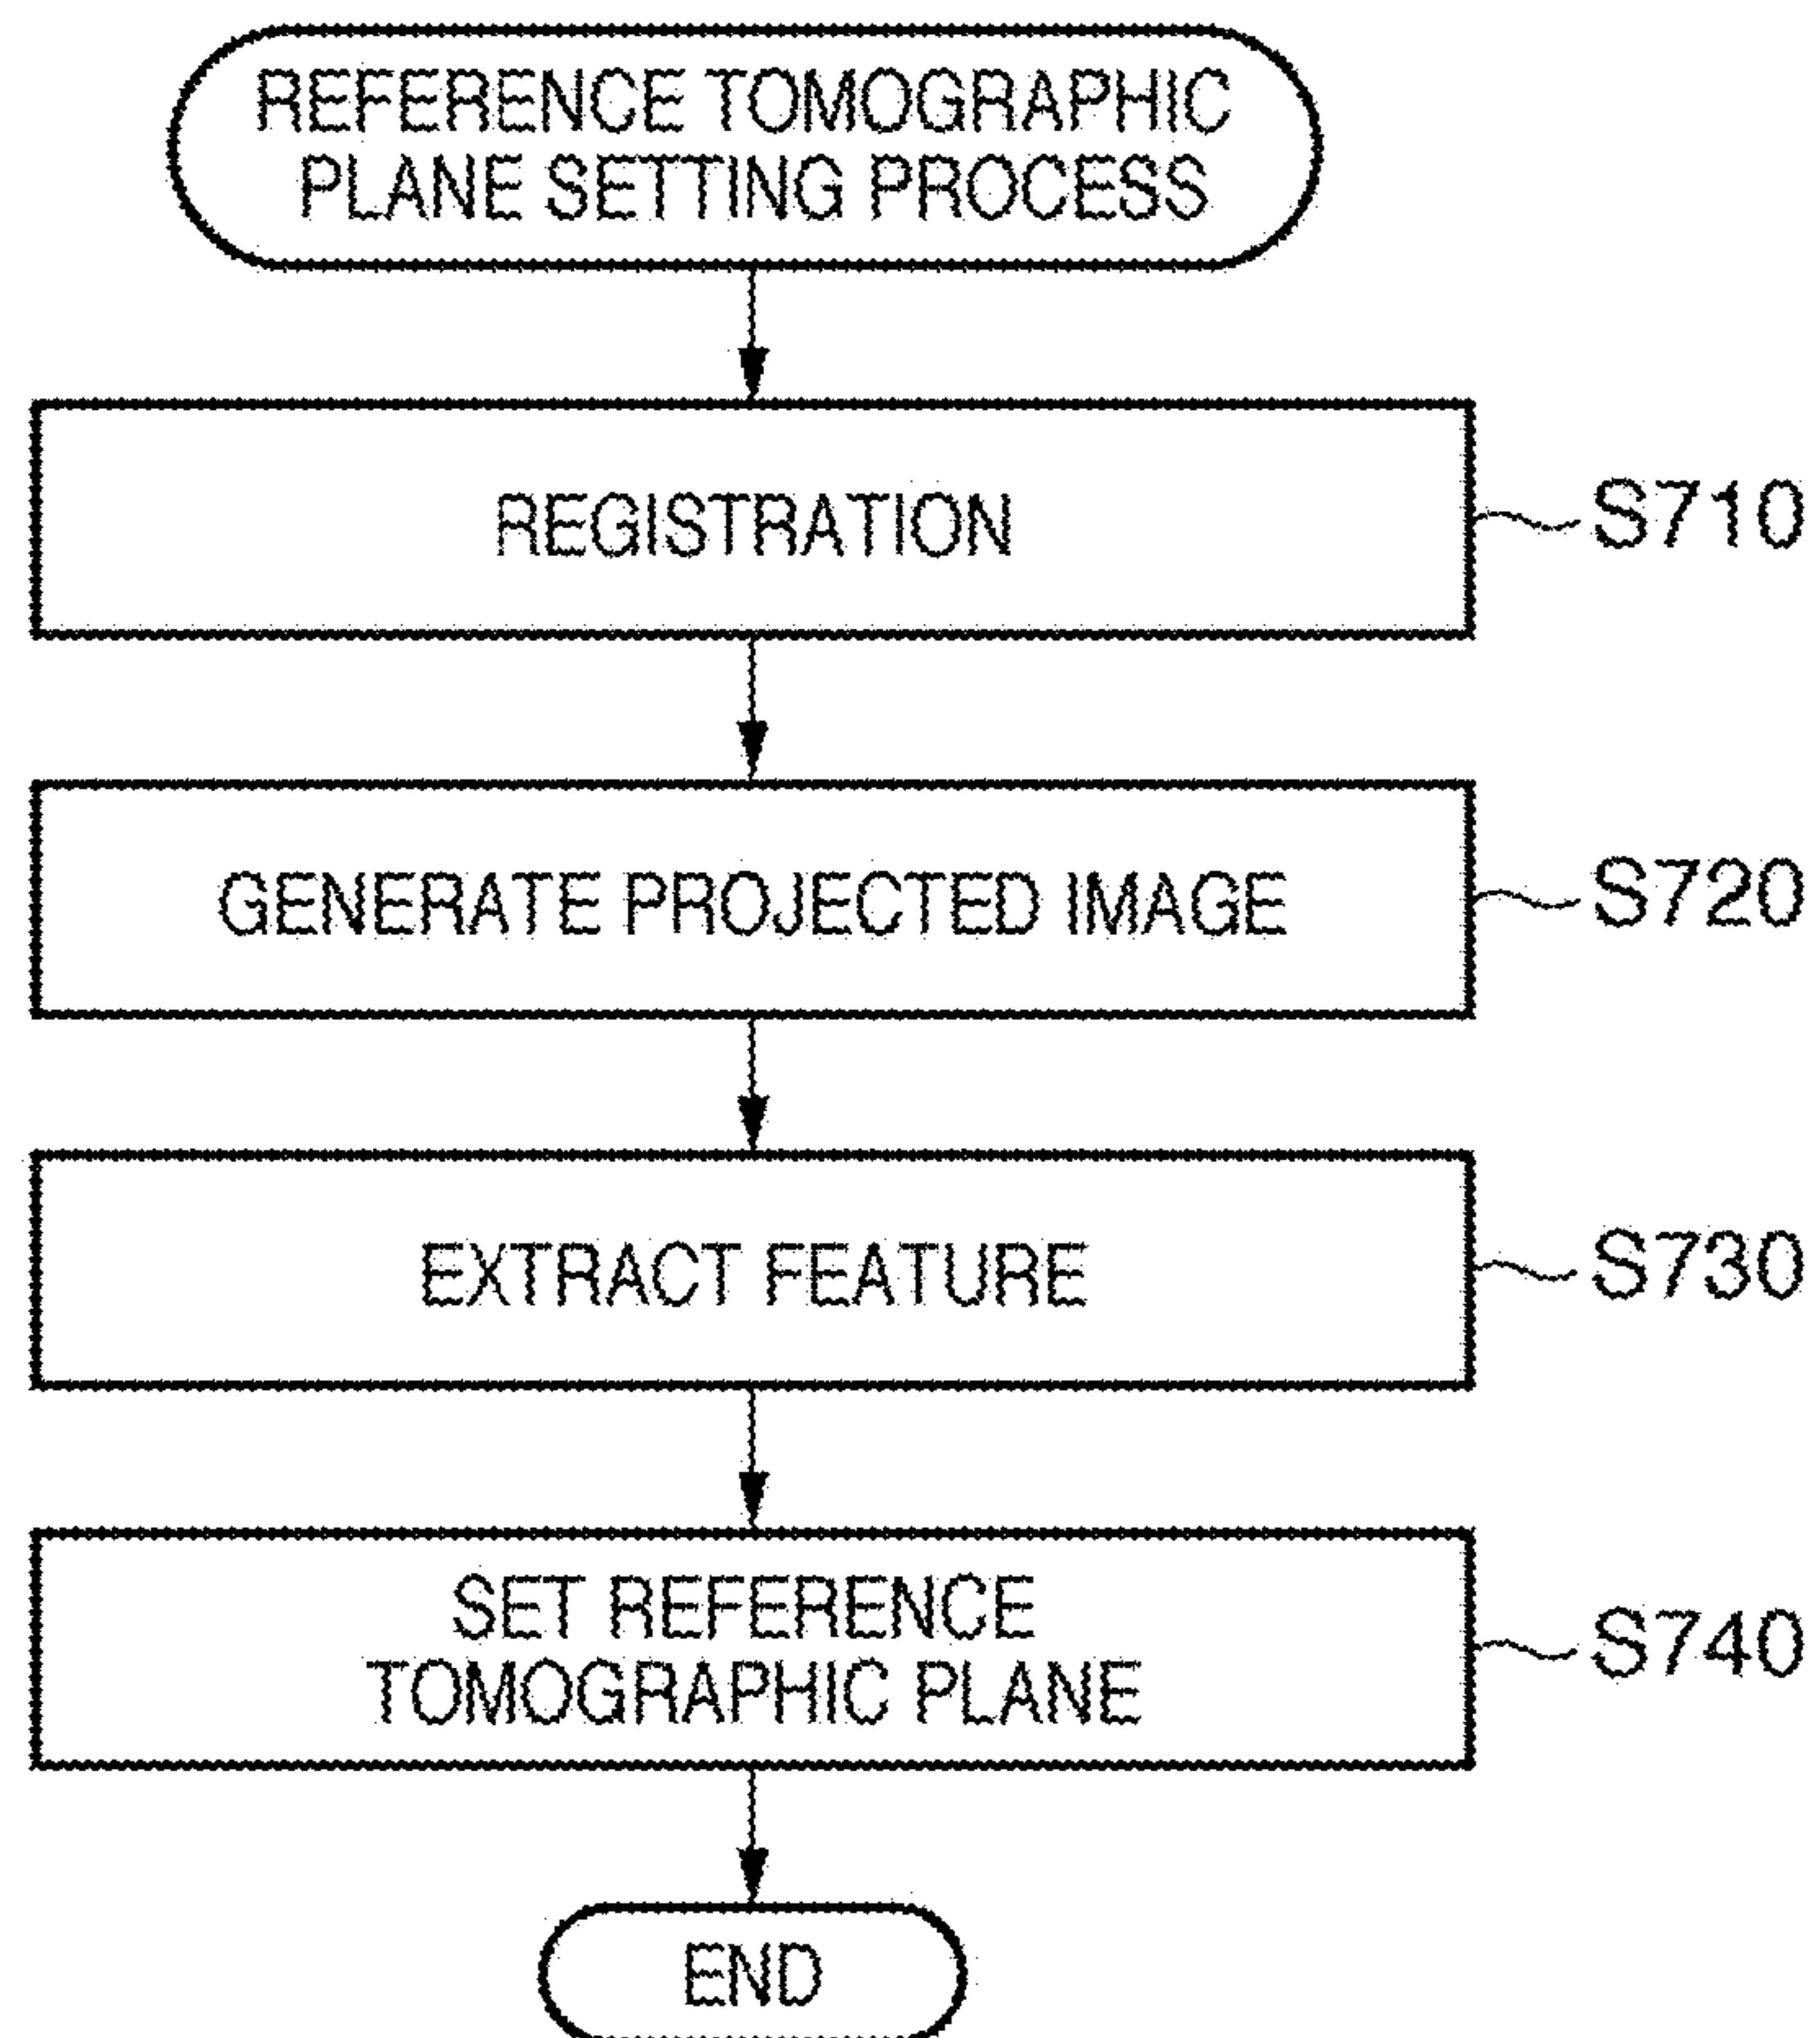 REFERENCE TOMOGRAPHIC
PLANE SETTING PROCESS
REGISTRATION
S710
GENERATE PROJECTED IMAGE
S720
EXTRACT FEATURE
S730
SET REFERENCE
TOMOGRAPHIC PLANE
S740
END